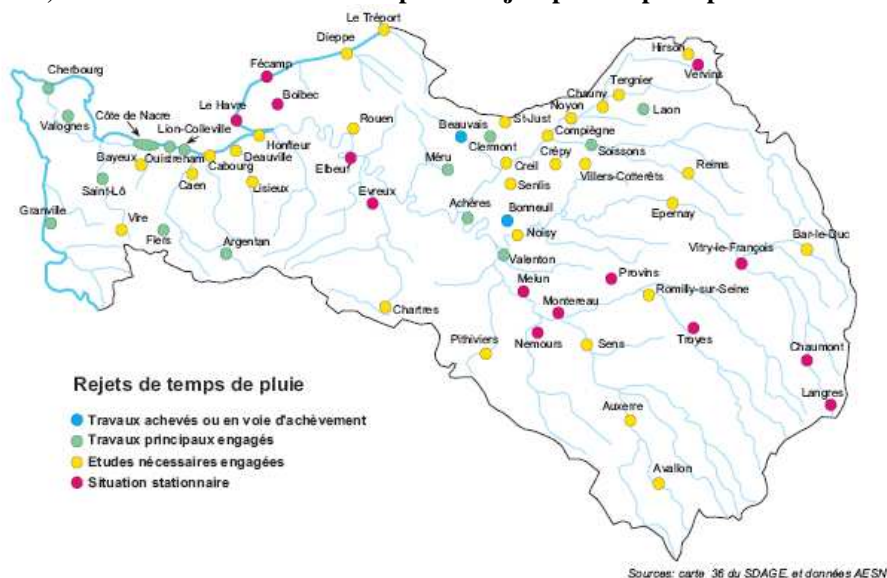 Le Tréport
Dieppe
Hirson
Cherbourg
Fécamp
Vervins
Tergnier
Bolbec
Chauny
Le Havre
Noyon
Laon
Valognes
Côte de Nacre
Rouen
St-Just
Lion-Colleville
Beauvais
Compiègne
Honfleur
Clermont
Bayeux
Ouistreham
Deauville
Crépy
Soissons
Cabourg
Méru
Creil
Reims
Elbeuf
Villers-Cotterêts
Saint-Lô
Caen
Lisieux
Senlis
Evreux
Achères
Bonneuil
Epernay
Granville
Vire
Noisy
Bar-le-Duc
Flers
Vitry-le-François
Argentan
Valenton
Melun
Provins
Romilly-sur-Seine
Montereau
Chartres
Pithiviers
Nemours
Sens
Troyes
Chaumont
Rejets de temps de pluie
Langres
Auxerre
Travaux achevés ou en voie d'achèvement
Travaux principaux engagés
Etudes nécessaires engagées
Avallon
Situation stationnaire
Sources: carte 36 du SDAGE, et données AESN